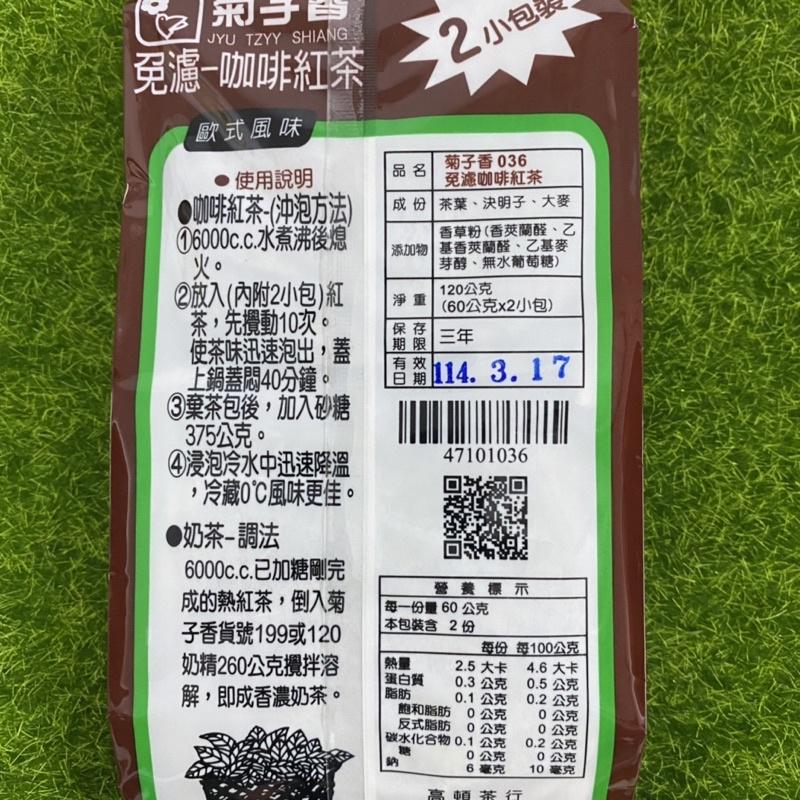 菊子香
JYU TZYY SHIANG
免濾-咖啡紅茶
2小包裝
歐式風味
●使用說明
●咖啡紅茶-(沖泡方法)
①6000c.c.水煮沸後熄
火。
②放入(內附2小包)紅
茶，先攪動10次。
使茶味迅速泡出，蓋
上鍋蓋悶40分鐘。
③棄茶包後，加入砂糖
375公克。
④浸泡冷水中迅速降溫
，冷藏0℃風味更佳。
●奶茶-調法
6000c.c.已加糖剛完
成的熱紅茶，倒入菊
子香貨號199或120
奶精260公克攪拌溶
解，即成香濃奶茶。
品名 菊子香 036
免濾咖啡紅茶
成份 茶葉、決明子、大麥
添加物 香草粉(香莢蘭醛、乙
基香莢蘭醛、乙基麥
芽醇、無水葡萄糖)
淨重 120公克
(60公克x2小包)
保存期限 三年
有效日期 114. 3. 17
47101036
營養標示
每一份量 60 公克
本包裝含 2 份
每份 每100公克
熱量 2.5 大卡 4.6 大卡
蛋白質 0.3 公克 0.5 公克
脂肪 0.1 公克 0.2 公克
飽和脂肪 0 公克 0 公克
反式脂肪 0 公克 0 公克
碳水化合物 0.1 公克 0.2 公克
糖 0 公克 0 公克
鈉 6 毫克 10 毫克
高頓茶行